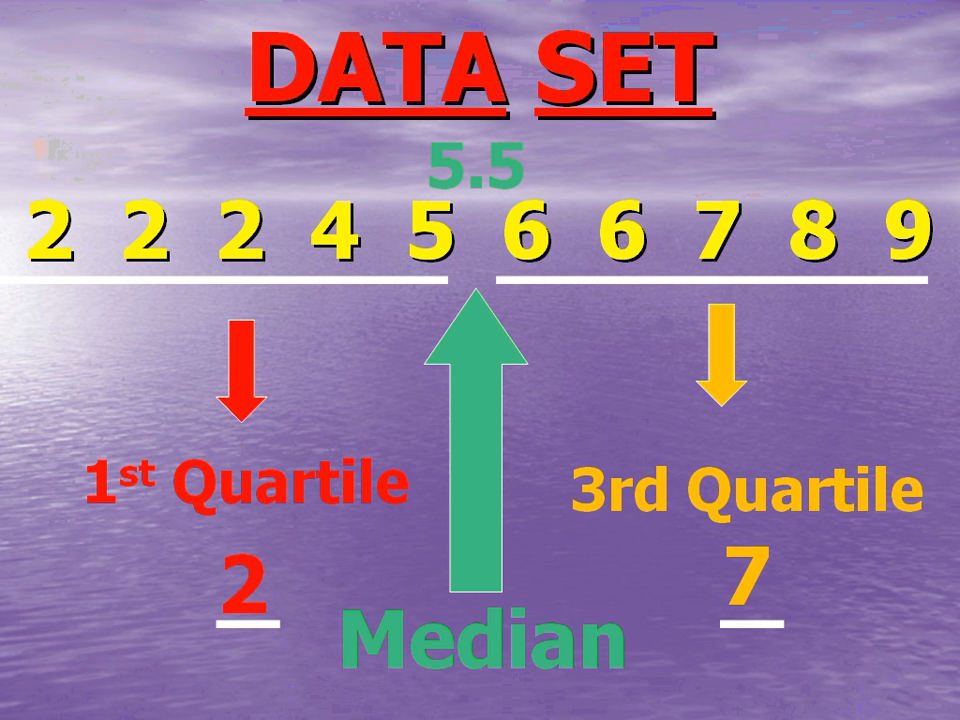 DATA SET
5.5
2 2 2 4 5 6 6 7 8 9
1st Quartile
3rd Quartile
2
7
Median